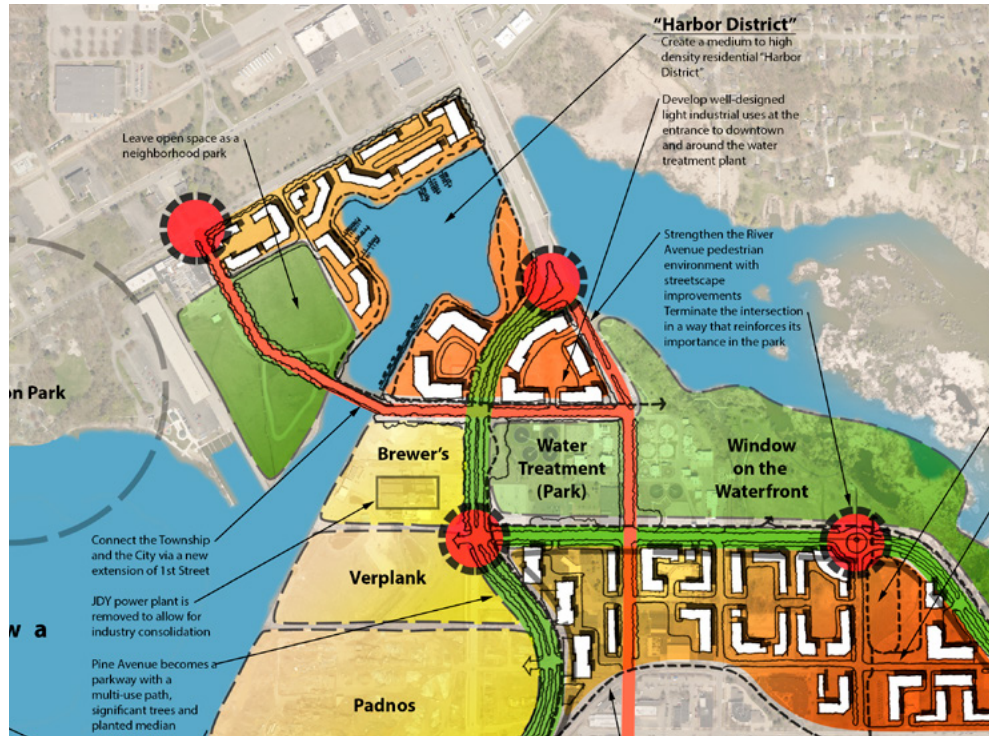 "Harbor District"
Create a medium to high
density residential "Harbor
District"
Develop well-designed
light industrial uses at the
entrance to downtown
and around the water
treatment plant
Leave open space as a
neighborhood park
Strengthen the River
Avenue pedestrian
environment with
streetscape
improvements
Terminate the intersection
in a way that reinforces its
importance in the park
on Park
Brewer's
Water
Treatment
(Park)
Window
on the
Waterfront
Connect the Township
and the City via a new
extension of 1st Street
Verplank
JDY power plant is
removed to allow for
industry consolidation
w a
Pine Avenue becomes a
parkway with a
multi-use path,
significant trees and
planted median
Padnos